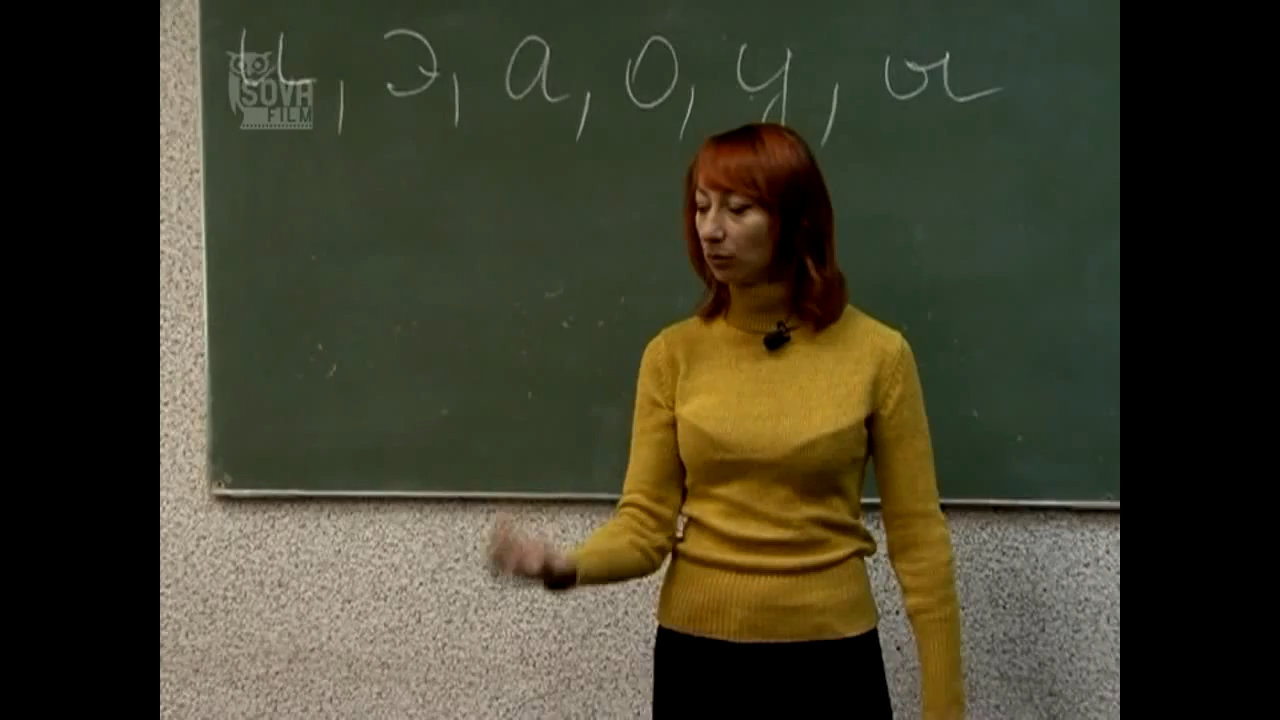 и, э, а, о, у, ы
SOVA
FILM